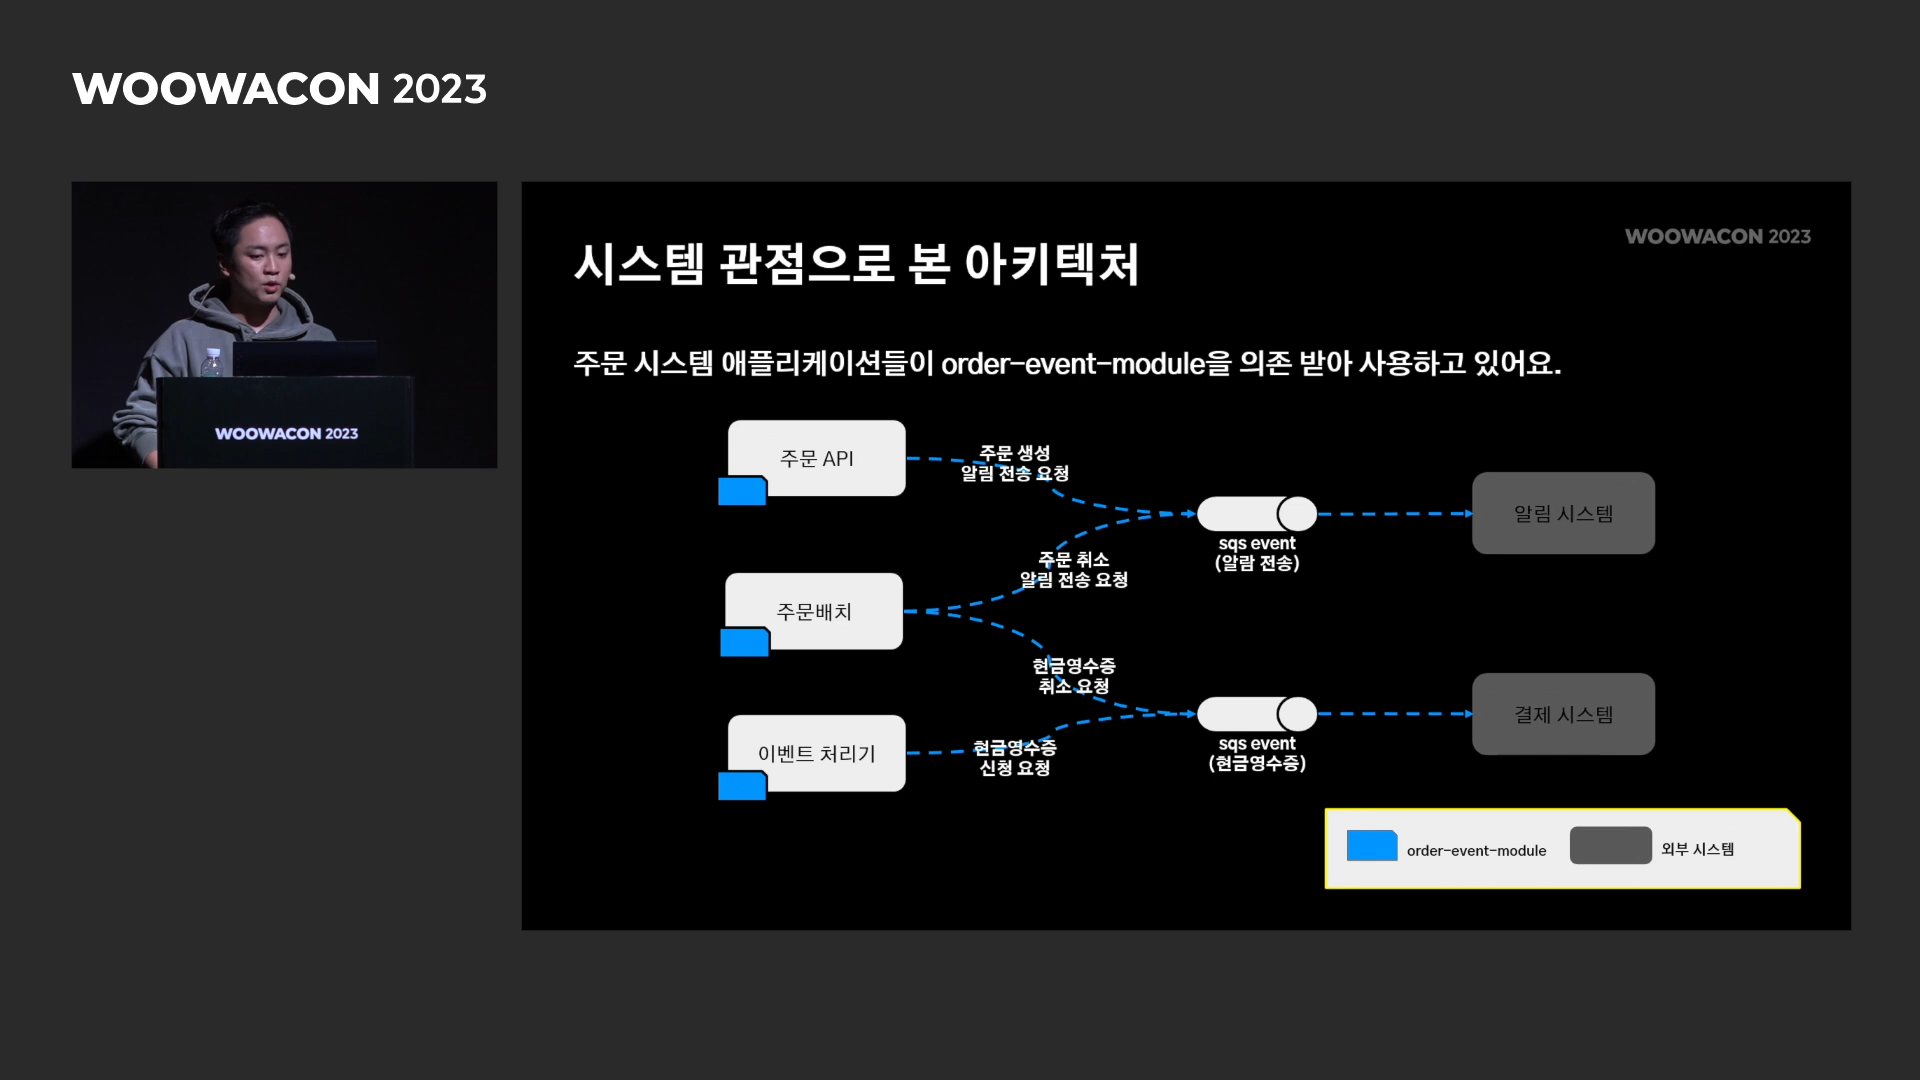 WOOWACON 2023
WOOWACON 2023
WOOWACON 2023
시스템 관점으로 본 아키텍처
주문 시스템 애플리케이션들이 order-event-module을 의존 받아 사용하고 있어요.
주문 API
주문 생성
알림 전송 요청
sqs event
(알람 전송)
알림 시스템
주문 취소
알림 전송 요청
주문배치
현금영수증
취소 요청
sqs event
(현금영수증)
결제 시스템
이벤트 처리기
현금영수증
신청 요청
order-event-module
외부 시스템